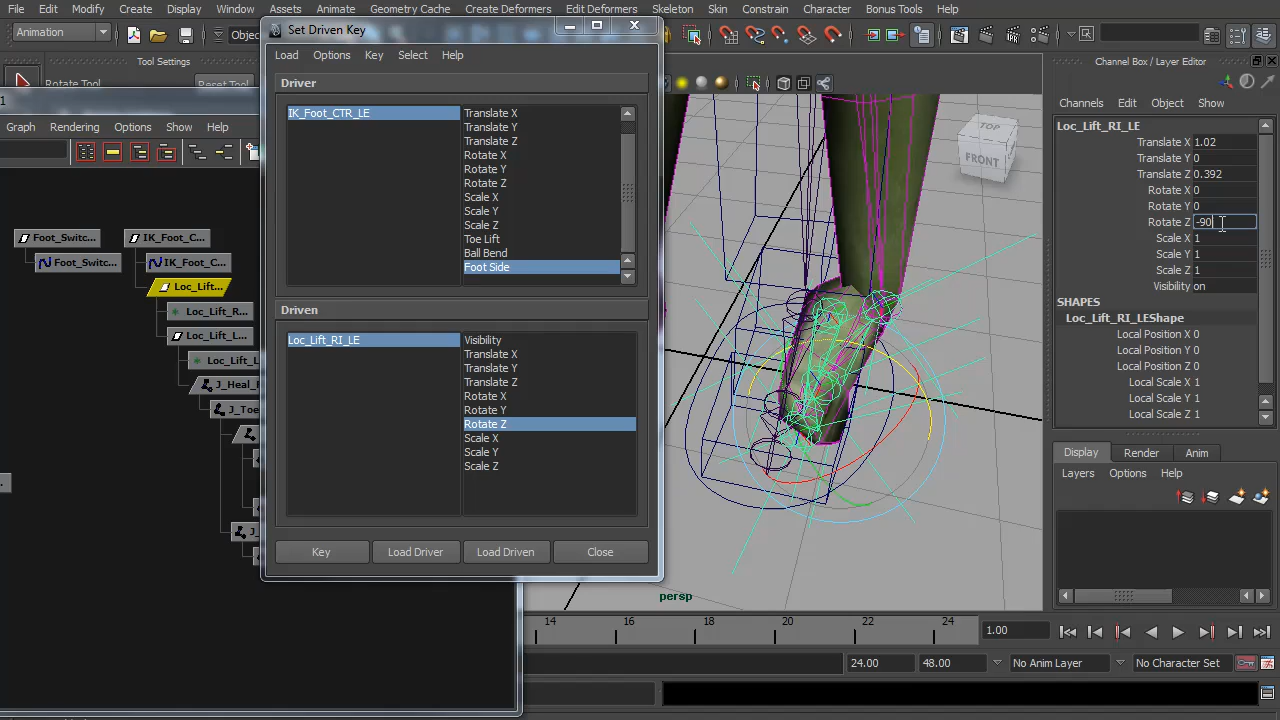 File Edit Modify Create Display Window Assets Animate Geometry Cache Create Deformers Edit Deformers Skeleton Skin Constrain Character Bonus Tools Help
Set Driven Key
Animation
Tool Settings
Rotate Tool
Reset Tool
1
Graph Rendering Options Show Help
Foot_Switc...
IK_Foot_C...
Foot_Switc...
IK_Foot_C...
Loc_Lift...
Loc_Lift_R...
Loc_Lift_L...
Loc_Lift_L
J_Heal_
J_Toe
Load Options Key Select Help
Driver
IK_Foot_CTR_LE
Translate X
Translate Y
Translate Z
Rotate X
Rotate Y
Rotate Z
Scale X
Scale Y
Scale Z
Toe Lift
Ball Bend
Foot Side
Driven
Loc_Lift_RI_LE
Visibility
Translate X
Translate Y
Translate Z
Rotate X
Rotate Y
Rotate Z
Scale X
Scale Y
Scale Z
Key Load Driver Load Driven Close
TOP
FRONT
persp
Channel Box / Layer Editor
Channels Edit Object Show
Loc_Lift_RI_LE
Translate X 1.02
Translate Y 0
Translate Z 0.392
Rotate X 0
Rotate Y 0
Rotate Z -90
Scale X 1
Scale Y 1
Scale Z 1
Visibility on
SHAPES
Loc_Lift_RI_LEShape
Local Position X 0
Local Position Y 0
Local Position Z 0
Local Scale X 1
Local Scale Y 1
Local Scale Z 1
Display Render Anim
Layers Options Help
14 16 18 20 22 24
1.00
24.00 48.00 No Anim Layer No Character Set